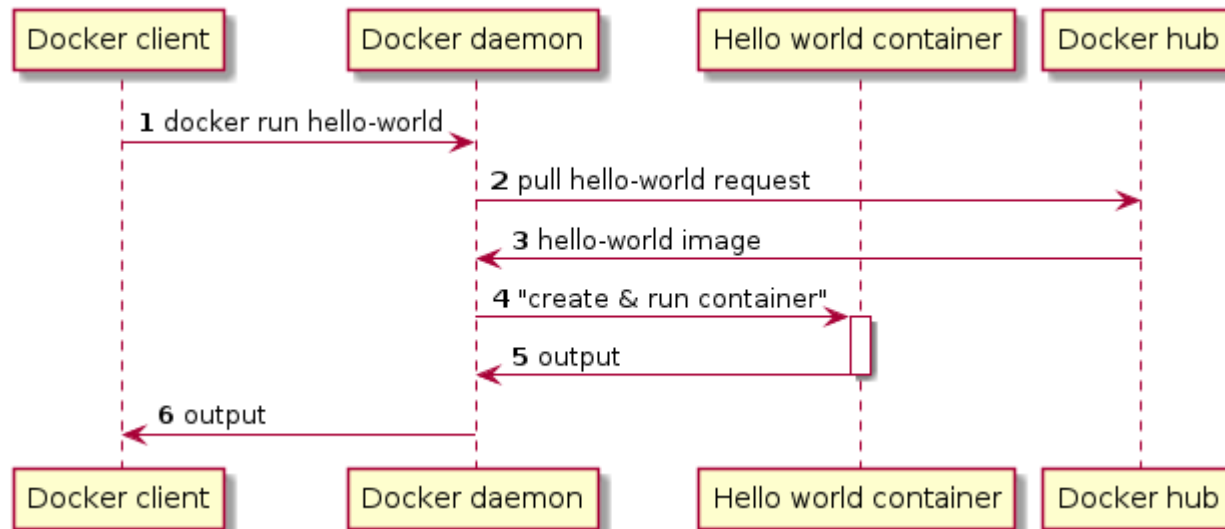 Docker client
Docker daemon
Hello world container
Docker hub
1 docker run hello-world
2 pull hello-world request
3 hello-world image
4 "create & run container"
5 output
6 output
Docker client
Docker daemon
Hello world container
Docker hub